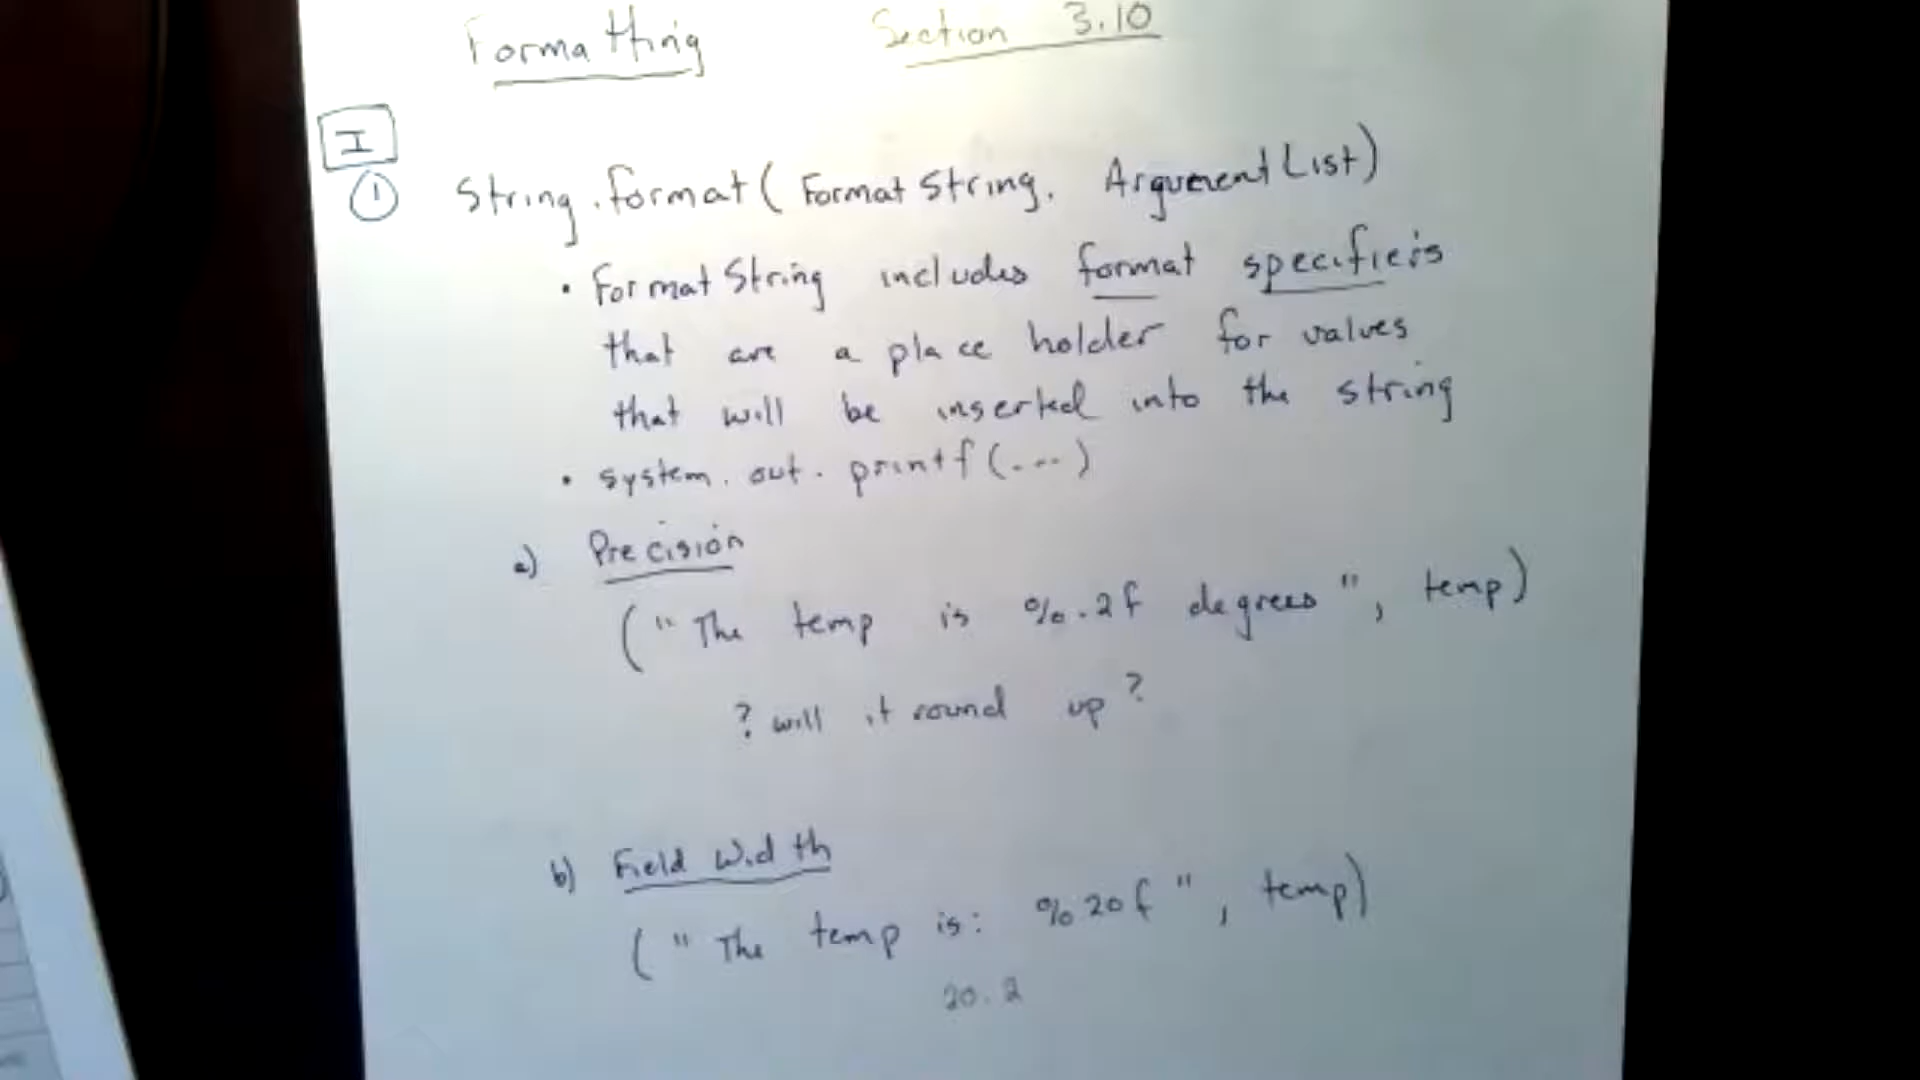 Formatting Section 3.10
I
1 String.format( Format String, Argument List)
• Format String includes format specifiers
that are a place holder for values
that will be inserted into the string
• system.out.printf(...)
a) Precision
("The temp is %.2f degrees", temp)
? will it round up?
b) Field Width
("The temp is: %20f", temp)
20.2